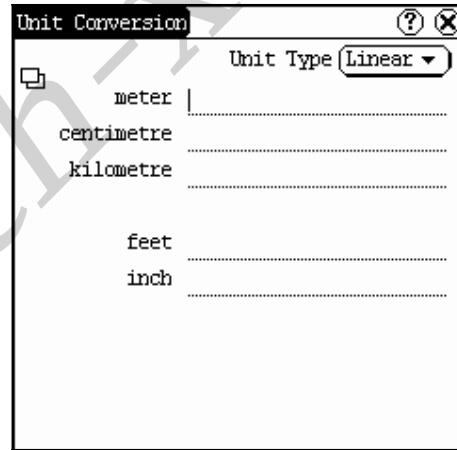 Unit Conversion
Unit Type Linear
meter
centimetre
kilometre
feet
inch